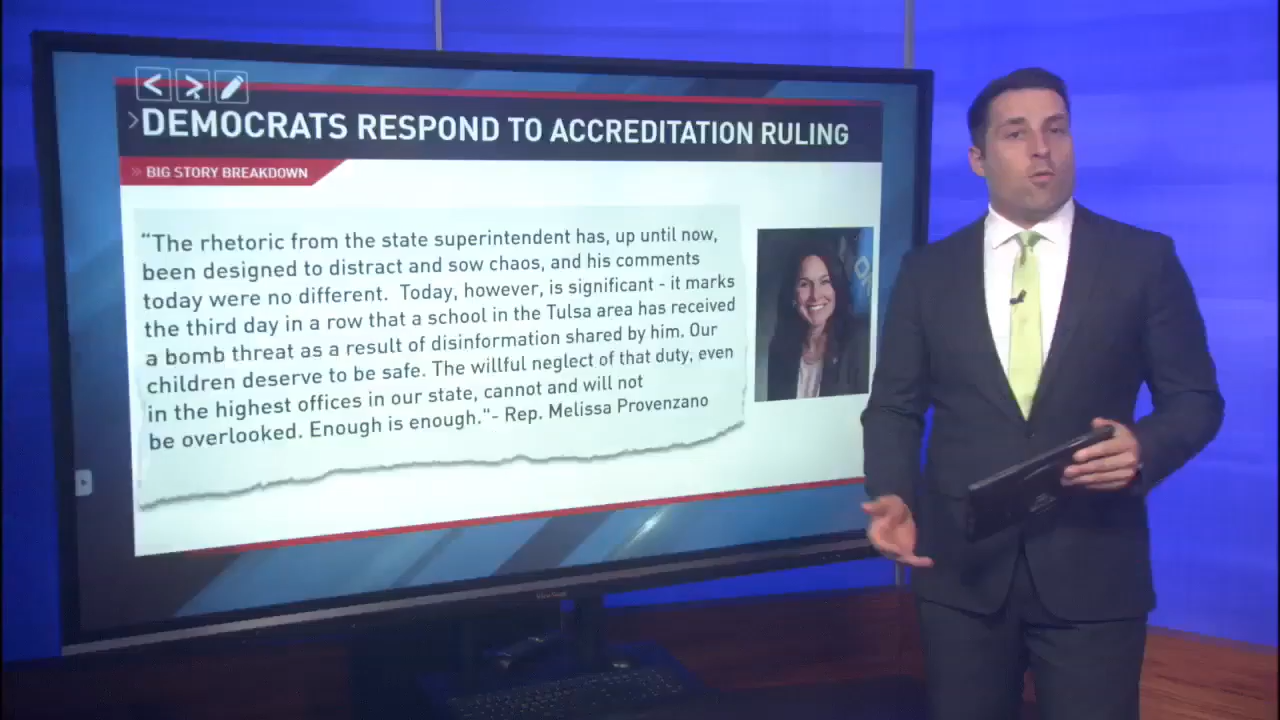 DEMOCRATS RESPOND TO ACCREDITATION RULING
BIG STORY BREAKDOWN
“The rhetoric from the state superintendent has, up until now,
been designed to distract and sow chaos, and his comments
today were no different. Today, however, is significant - it marks
the third day in a row that a school in the Tulsa area has received
a bomb threat as a result of disinformation shared by him. Our
children deserve to be safe. The willful neglect of that duty, even
in the highest offices in our state, cannot and will not
be overlooked. Enough is enough."- Rep. Melissa Provenzano